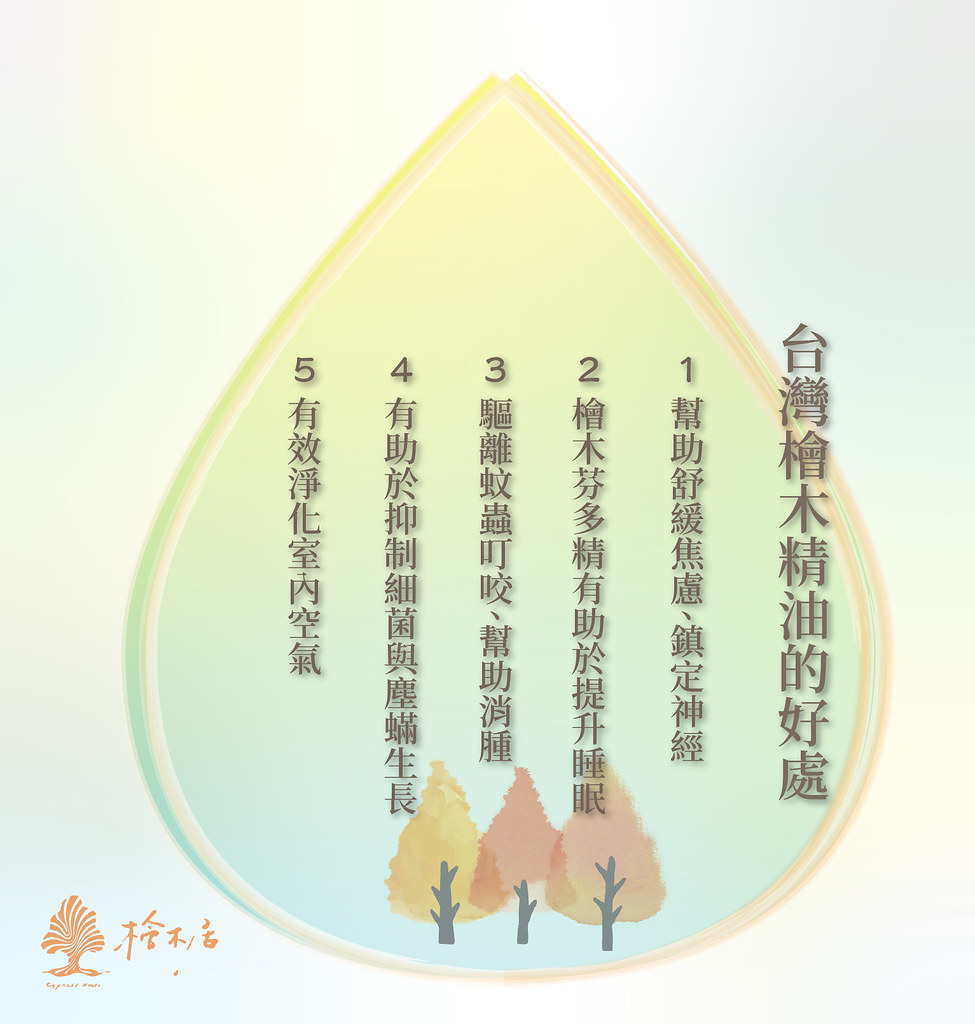 台灣檜木精油的好處
1 幫助舒緩焦慮、鎮定神經
2 檜木芬多精有助於提升睡眠
3 驅離蚊蟲叮咬、幫助消腫
4 有助於抑制細菌與塵蟎生長
5 有效淨化室內空氣
檜木居
Cypress House